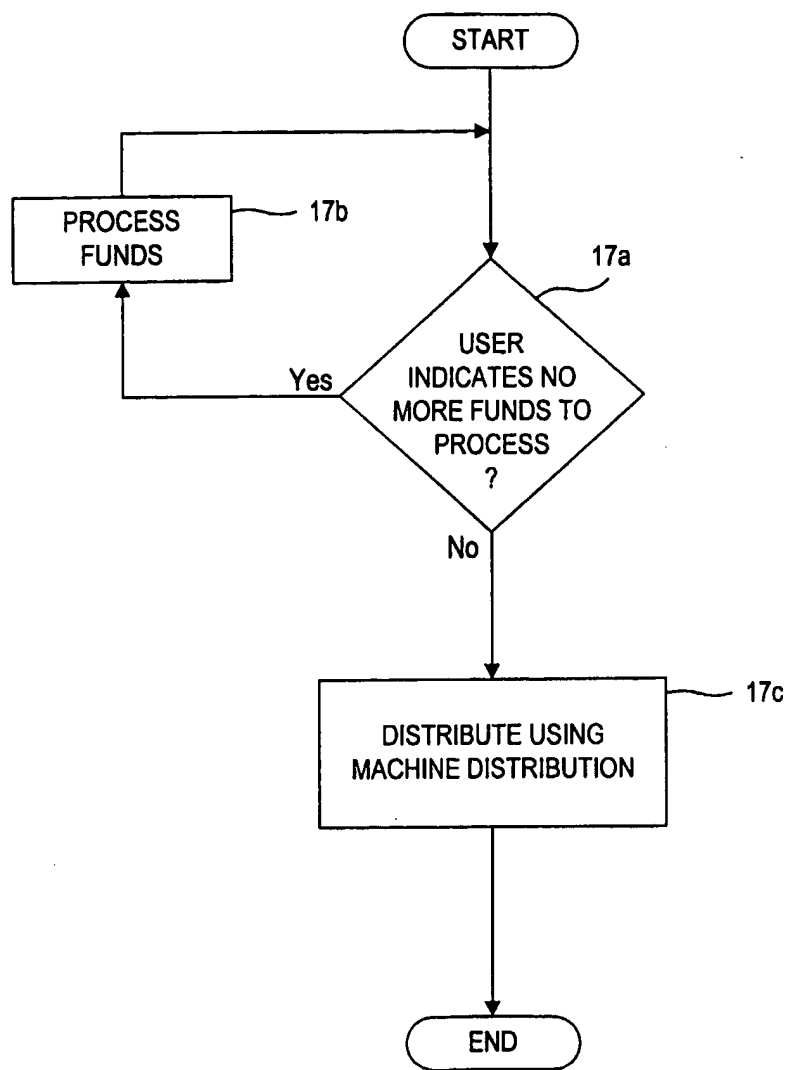 START
PROCESS
FUNDS
17b
17a
USER
INDICATES NO
MORE FUNDS TO
PROCESS
?
Yes
No
17c
DISTRIBUTE USING
MACHINE DISTRIBUTION
END